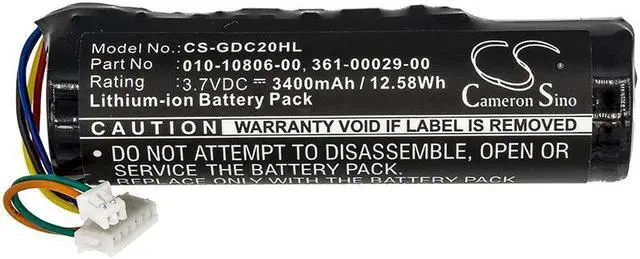 Model No.: CS-GDC20HL
Part No : 010-10806-00, 361-00029-00
Rating : 3.7VDC ⎓ 3400mAh / 12.58Wh
Lithium-ion Battery Pack
CS
Cameron Sino
CAUTION WARRANTY VOID IF LABEL IS REMOVED
• DO NOT ATTEMPT TO DISASSEMBLE, OPEN OR
SERVICE BATTERY PACK.
REPLACE ONLY WITH THE EXACT BATTERY PACK